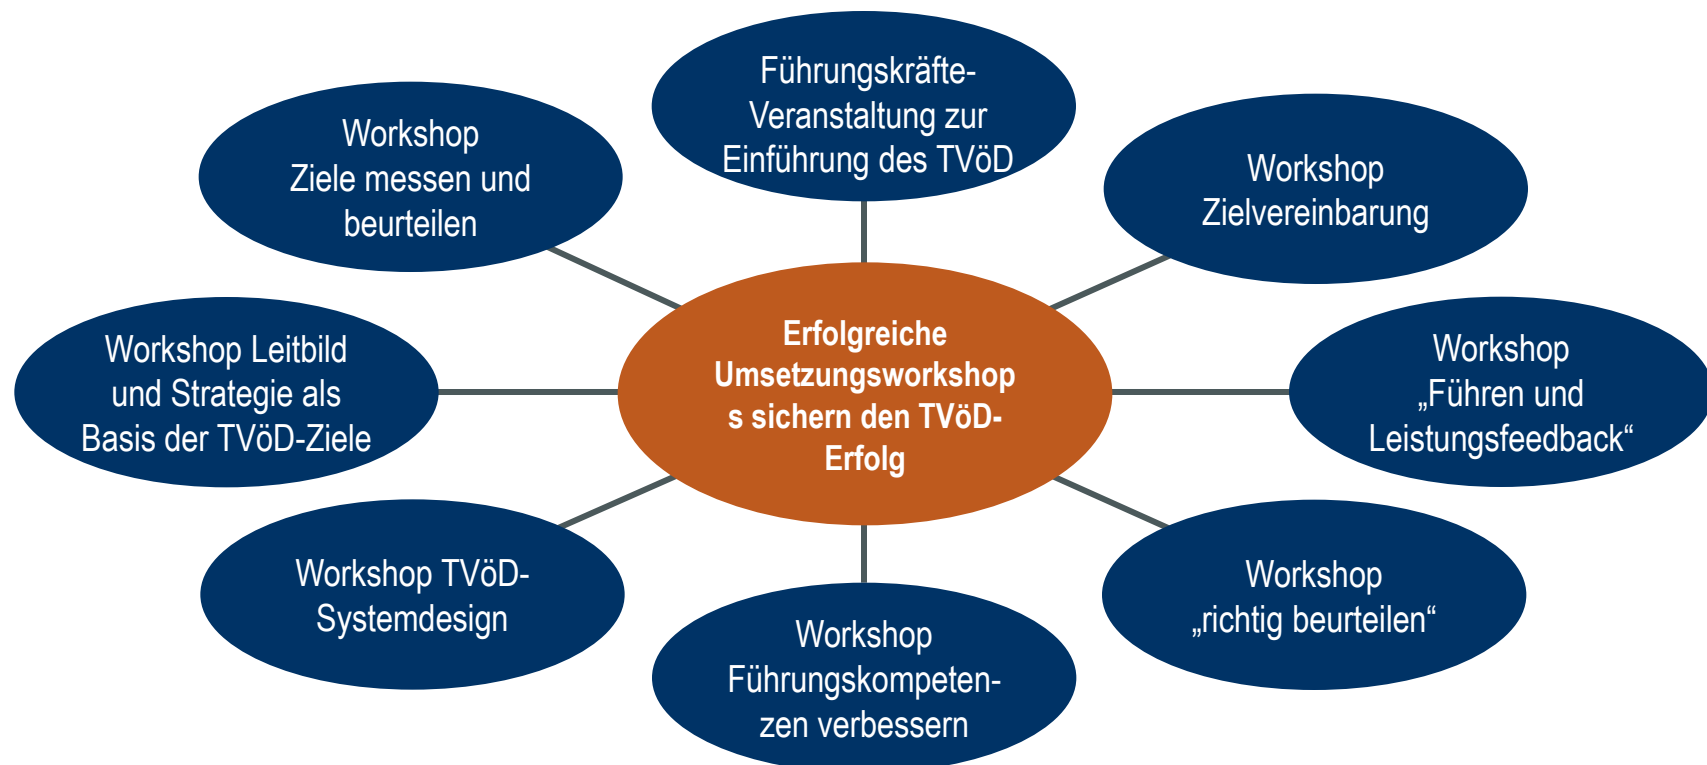 Führungskräfte-
Veranstaltung zur
Einführung des TVöD
Workshop
Ziele messen und
beurteilen
Workshop
Zielvereinbarung
Erfolgreiche
Umsetzungsworkshop
s sichern den TVöD-
Erfolg
Workshop Leitbild
und Strategie als
Basis der TVöD-Ziele
Workshop
„Führen und
Leistungsfeedback“
Workshop TVöD-
Systemdesign
Workshop
„richtig beurteilen“
Workshop
Führungskompeten-
zen verbessern